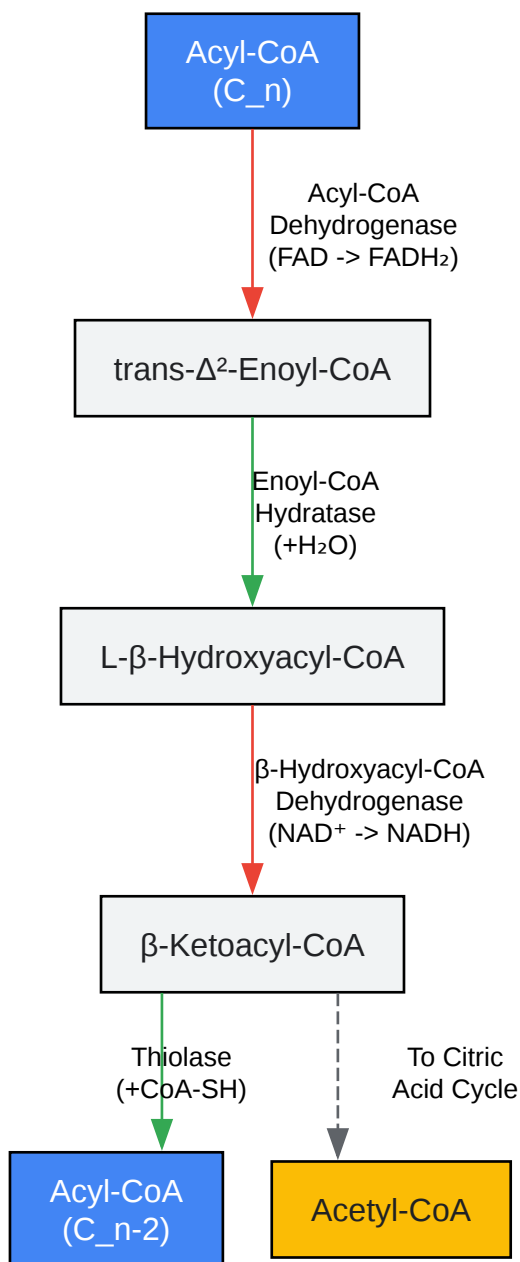 Acyl-CoA
(C_n)
Acyl-CoA
Dehydrogenase
(FAD -> FADH₂)
trans-Δ²-Enoyl-CoA
Enoyl-CoA
Hydratase
(+H₂O)
L-β-Hydroxyacyl-CoA
β-Hydroxyacyl-CoA
Dehydrogenase
(NAD⁺ -> NADH)
β-Ketoacyl-CoA
Thiolase
(+CoA-SH)
To Citric
Acid Cycle
Acyl-CoA
(C_n-2)
Acetyl-CoA